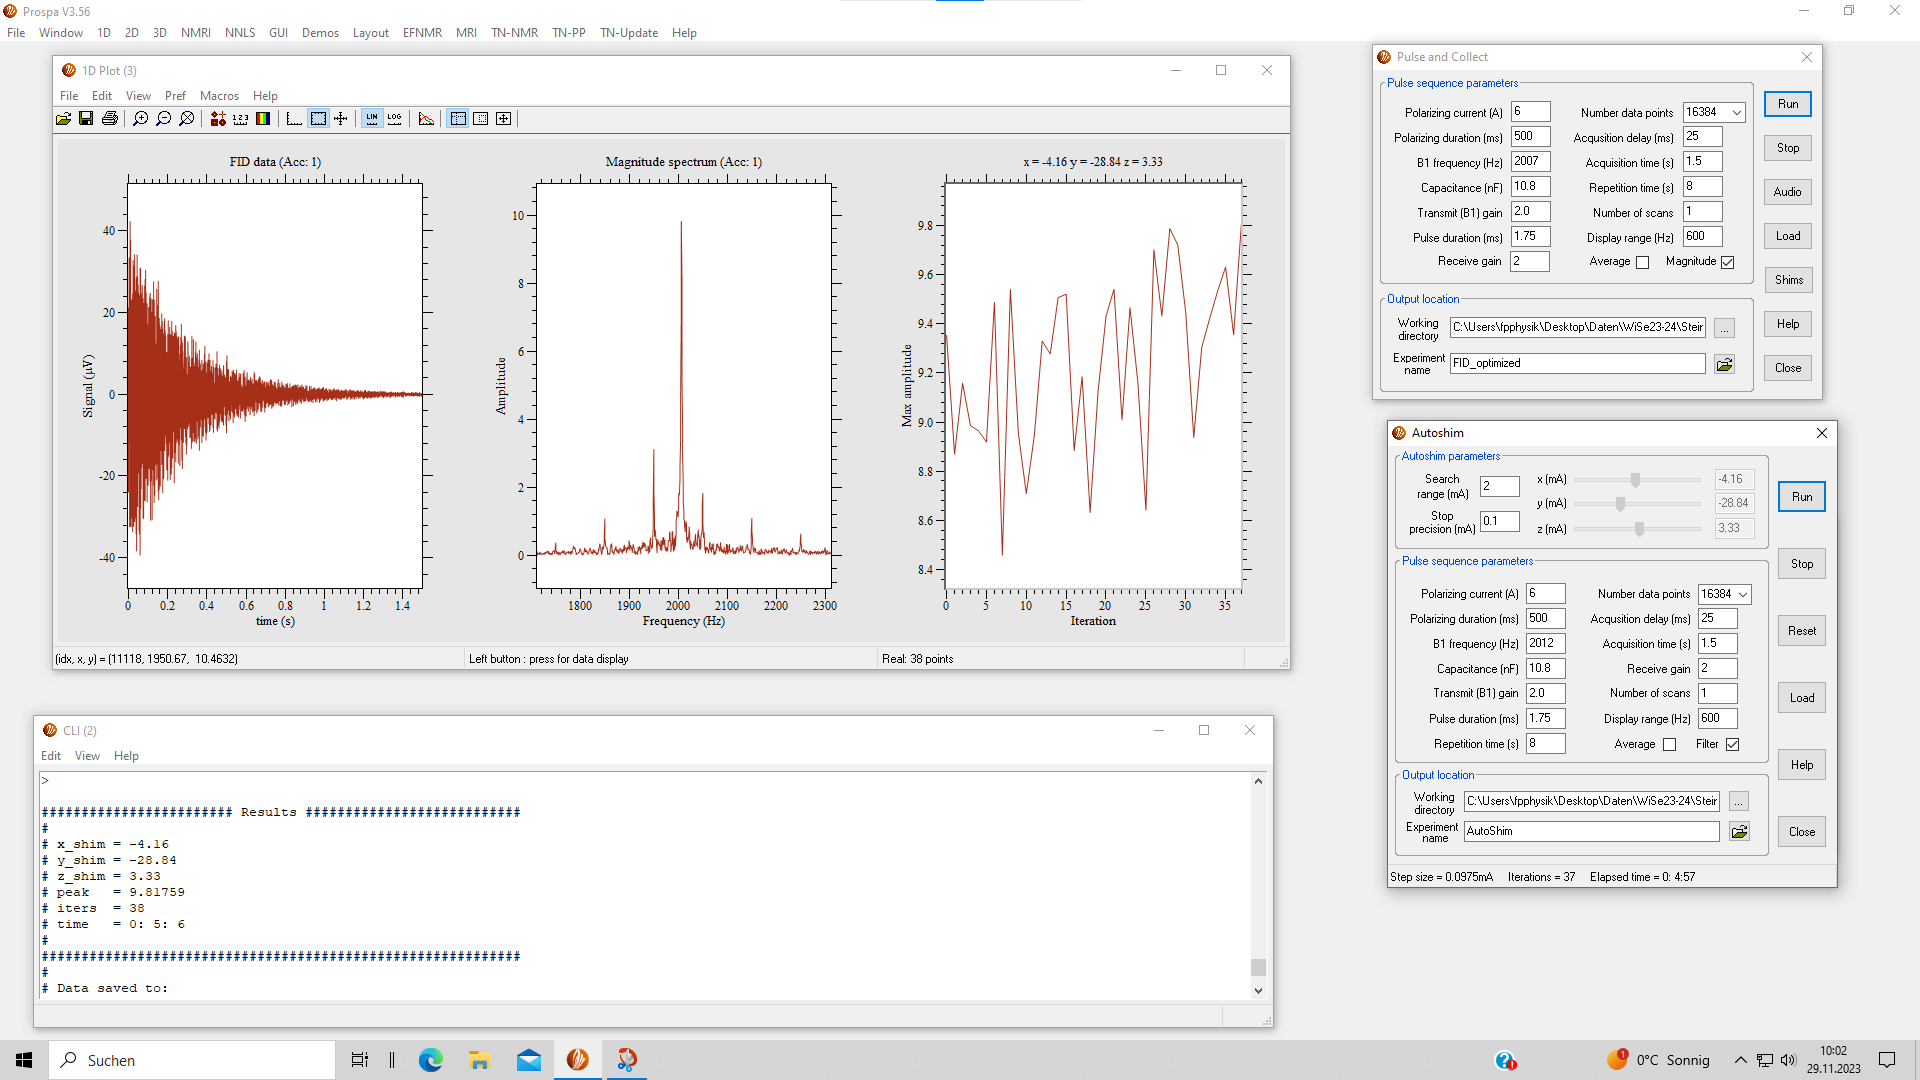 Prospa V3.56
File Window 1D 2D 3D NMRI NNLS GUI Demos Layout EFNMR MRI TN-NMR TN-PP TN-Update Help
1D Plot (3)
File Edit View Pref Macros Help
1 2 3
LIN
LOG
FID data (Acc: 1)
40
20
0
-20
-40
Signal (µV)
0 0.2 0.4 0.6 0.8 1 1.2 1.4
time (s)
Magnitude spectrum (Acc: 1)
10
8
6
4
2
0
Amplitude
1800 1900 2000 2100 2200 2300
Frequency (Hz)
x = -4.16 y = -28.84 z = 3.33
9.8
9.6
9.4
9.2
9.0
8.8
8.6
8.4
Max amplitude
0 5 10 15 20 25 30 35
Iteration
(idx, x, y) = (11118, 1950.67, 10.4632)
Left button : press for data display
Real: 38 points
CLI (2)
Edit View Help
>
######################## Results ###########################
#
# x_shim = -4.16
# y_shim = -28.84
# z_shim = 3.33
# peak   = 9.81759
# iters  = 38
# time   = 0: 5: 6
#
############################################################
#
# Data saved to:
Pulse and Collect
Pulse sequence parameters
Polarizing current (A) 6
Polarizing duration (ms) 500
B1 frequency (Hz) 2007
Capacitance (nF) 10.8
Transmit (B1) gain 2.0
Pulse duration (ms) 1.75
Receive gain 2
Number data points 16384
Acqusition delay (ms) 25
Acquisition time (s) 1.5
Repetition time (s) 8
Number of scans 1
Display range (Hz) 600
Average Magnitude
Output location
Working directory C:\Users\fpphysik\Desktop\Daten\WiSe23-24\Steir ...
Experiment name FID_optimized
Run
Stop
Audio
Load
Shims
Help
Close
Autoshim
Autoshim parameters
Search range (mA) 2
Stop precision (mA) 0.1
x (mA) -4.16
y (mA) -28.84
z (mA) 3.33
Pulse sequence parameters
Polarizing current (A) 6
Polarizing duration (ms) 500
B1 frequency (Hz) 2012
Capacitance (nF) 10.8
Transmit (B1) gain 2.0
Pulse duration (ms) 1.75
Repetition time (s) 8
Number data points 16384
Acqusition delay (ms) 25
Acquisition time (s) 1.5
Receive gain 2
Number of scans 1
Display range (Hz) 600
Average Filter
Output location
Working directory C:\Users\fpphysik\Desktop\Daten\WiSe23-24\Steir ...
Experiment name AutoShim
Run
Stop
Reset
Load
Help
Close
Step size = 0.0975mA Iterations = 37 Elapsed time = 0: 4:57
Suchen
1
0°C Sonnig
10:02
29.11.2023